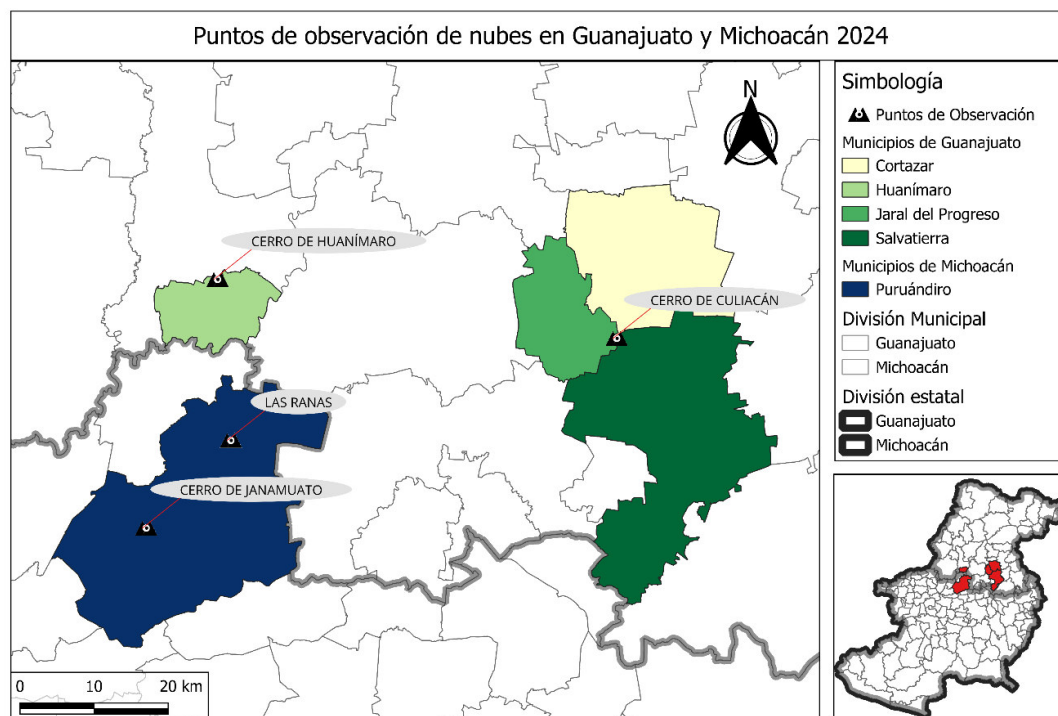 Puntos de observación de nubes en Guanajuato y Michoacán 2024
N
CERRO DE HUANÍMARO
CERRO DE CULIACÁN
LAS RANAS
CERRO DE JANAMUATO
0 10 20 km
Simbología
Puntos de Observación
Municipios de Guanajuato
Cortazar
Huanímaro
Jaral del Progreso
Salvatierra
Municipios de Michoacán
Puruándiro
División Municipal
Guanajuato
Michoacán
División estatal
Guanajuato
Michoacán